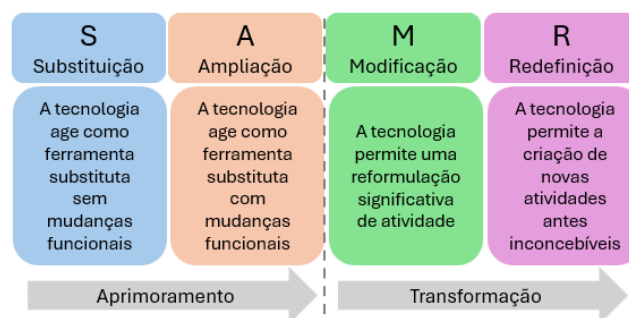 S
Substituição
A
Ampliação
M
Modificação
R
Redefinição
A tecnologia
age como
ferramenta
substituta
sem
mudanças
funcionais
A tecnologia
age como
ferramenta
substituta
com
mudanças
funcionais
A tecnologia
permite uma
reformulação
significativa
de atividade
A tecnologia
permite a
criação de
novas
atividades
antes
inconcebíveis
Aprimoramento
Transformação